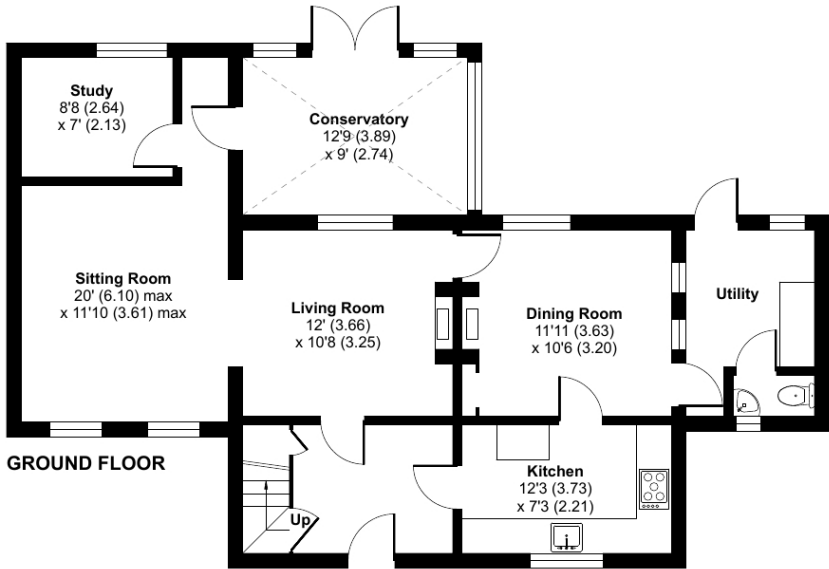 Study
8'8 (2.64)
x 7' (2.13)
Conservatory
12'9 (3.89)
x 9' (2.74)
Sitting Room
20' (6.10) max
x 11'10 (3.61) max
Living Room
12' (3.66)
x 10'8 (3.25)
Dining Room
11'11 (3.63)
x 10'6 (3.20)
Utility
GROUND FLOOR
Kitchen
12'3 (3.73)
x 7'3 (2.21)
Up